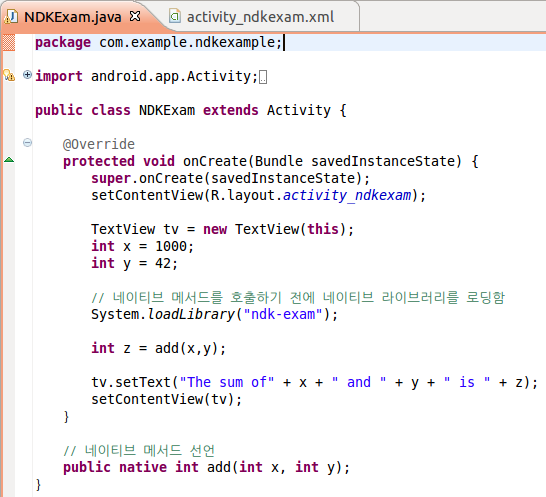 NDKExam.java activity_ndkexam.xml
package com.example.ndkexample;
import android.app.Activity;
public class NDKExam extends Activity {
@Override
protected void onCreate(Bundle savedInstanceState) {
super.onCreate(savedInstanceState);
setContentView(R.layout.activity_ndkexam);
TextView tv = new TextView(this);
int x = 1000;
int y = 42;
// 네이티브 메서드를 호출하기 전에 네이티브 라이브러리를 로딩함
System.loadLibrary("ndk-exam");
int z = add(x,y);
tv.setText("The sum of" + x + " and " + y + " is " + z);
setContentView(tv);
}
// 네이티브 메서드 선언
public native int add(int x, int y);
}